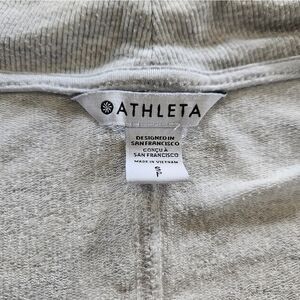 ATHLETA
DESIGNED IN
SAN FRANCISCO
CONÇU À
SAN FRANCISCO
MADE IN VIETNAM
S
P